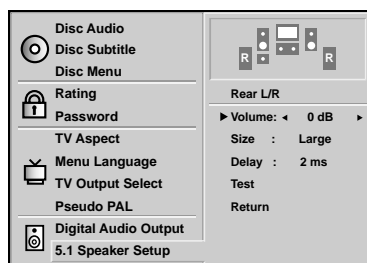 Disc Audio
Disc Subtitle
Disc Menu
Rating
Password
TV Aspect
Menu Language
TV Output Select
Pseudo PAL
Digital Audio Output
5.1 Speaker Setup
R R
Rear L/R
Volume: 0 dB
Size : Large
Delay : 2 ms
Test
Return